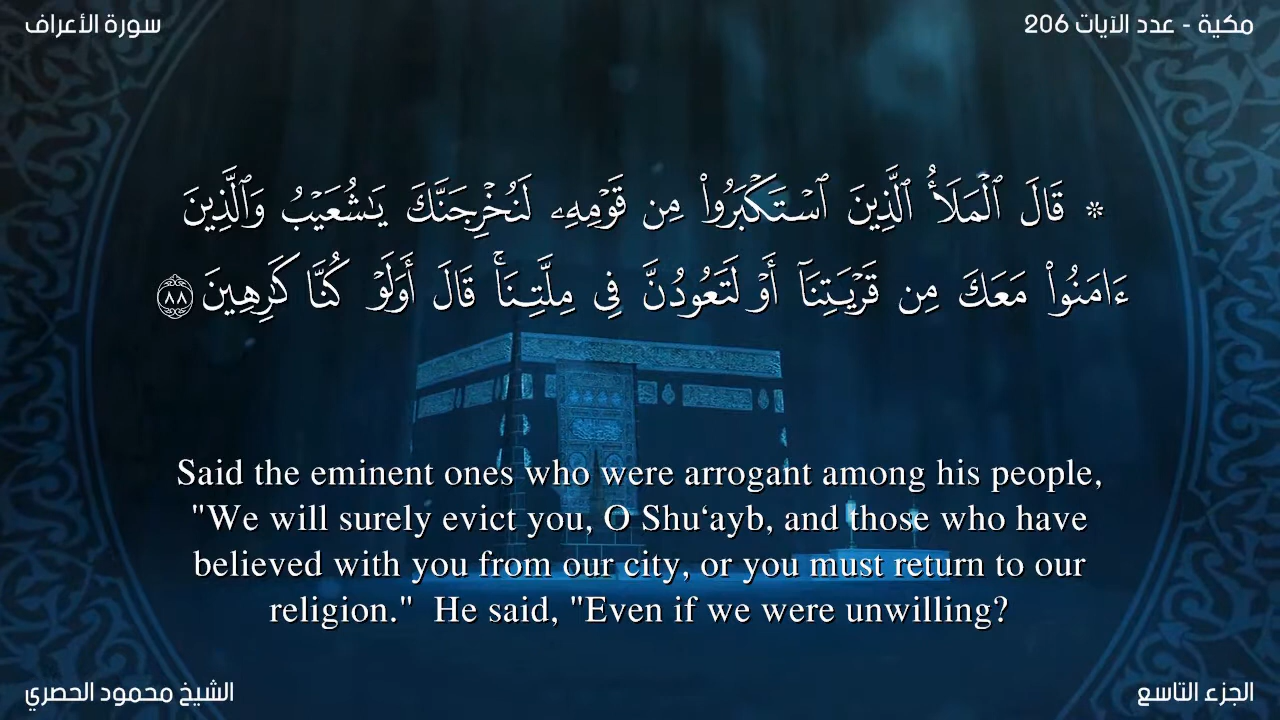 مكية - عدد الآيات 206
سورة الأعراف
۞ قَالَ ٱلْمَلَأُ ٱلَّذِينَ ٱسْتَكْبَرُوا۟ مِن قَوْمِهِۦ لَنُخْرِجَنَّكَ يَـٰشُعَيْبُ وَٱلَّذِينَ
ءَامَنُوا۟ مَعَكَ مِن قَرْيَتِنَآ أَوْ لَتَعُودُنَّ فِى مِلَّتِنَا ۚ قَالَ أَوَلَوْ كُنَّا كَـٰرِهِينَ ٨٨
Said the eminent ones who were arrogant among his people,
"We will surely evict you, O Shu‘ayb, and those who have
believed with you from our city, or you must return to our
religion."  He said, "Even if we were unwilling?
الجزء التاسع
الشيخ محمود الحصري